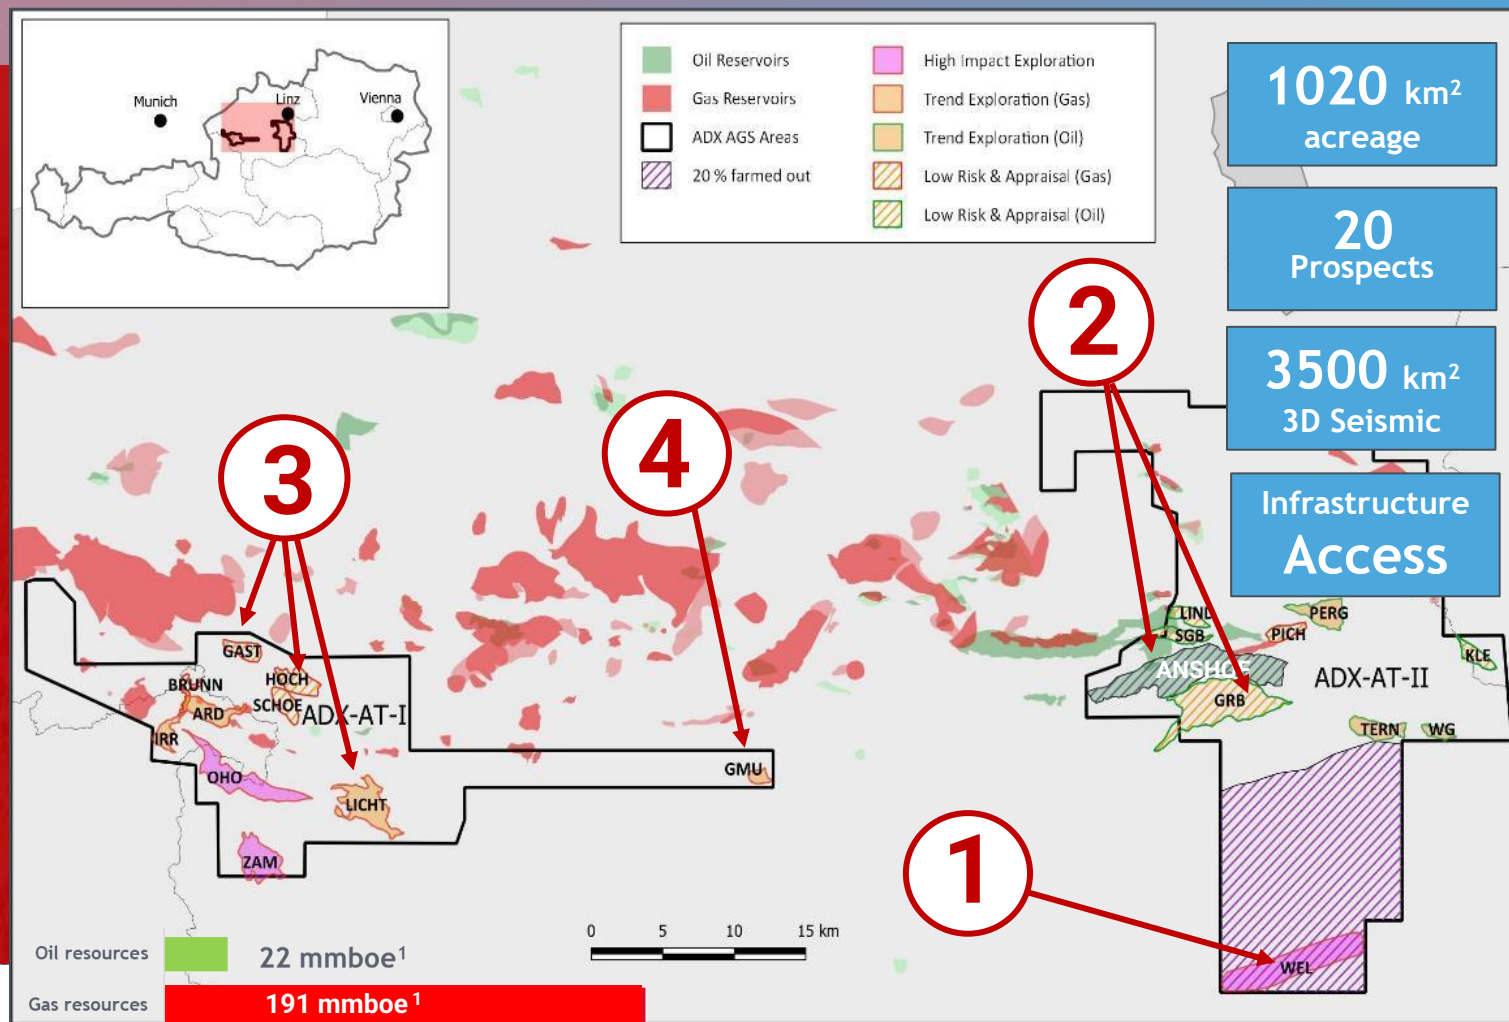 Munich
Linz
Vienna
Oil Reservoirs
Gas Reservoirs
ADX AGS Areas
20 % farmed out
High Impact Exploration
Trend Exploration (Gas)
Trend Exploration (Oil)
Low Risk & Appraisal (Gas)
Low Risk & Appraisal (Oil)
1020 km²
acreage
20
Prospects
3500 km²
3D Seismic
Infrastructure
Access
2
3
4
1
GAST
BRUNN
HOCH
SCHOE
ARD
ADX-AT-I
IRR
OHO
LICHT
ZAM
GMU
LIND
SGB
PERG
PICH
KLE
ANSHOF
ADX-AT-II
GRB
TERN
WG
WEL
0 5 10 15 km
Oil resources 22 mmboe¹
Gas resources 191 mmboe¹